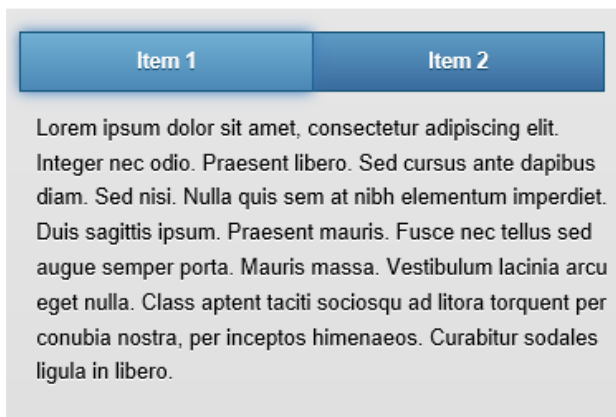 Item 1 Item 2
Lorem ipsum dolor sit amet, consectetur adipiscing elit.
Integer nec odio. Praesent libero. Sed cursus ante dapibus
diam. Sed nisi. Nulla quis sem at nibh elementum imperdiet.
Duis sagittis ipsum. Praesent mauris. Fusce nec tellus sed
augue semper porta. Mauris massa. Vestibulum lacinia arcu
eget nulla. Class aptent taciti sociosqu ad litora torquent per
conubia nostra, per inceptos himenaeos. Curabitur sodales
ligula in libero.